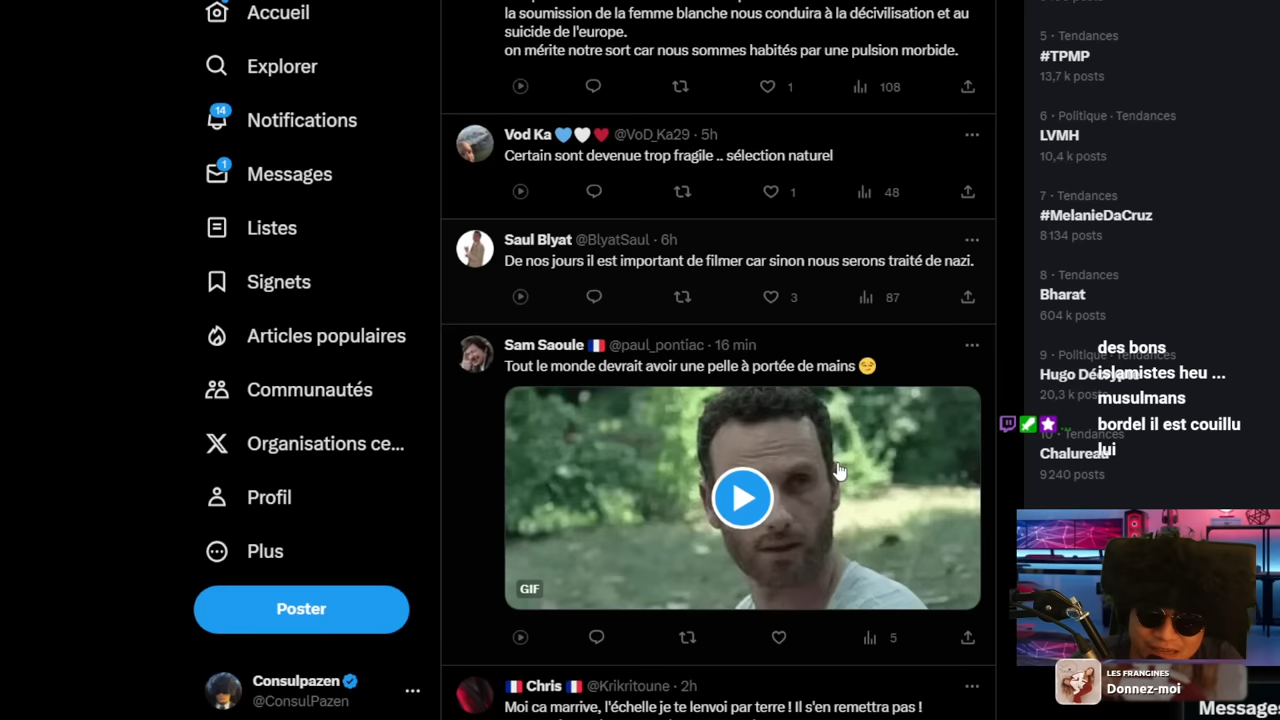 Accueil
Explorer
14
Notifications
1
Messages
Listes
Signets
Articles populaires
Communautés
Organisations ce...
Profil
Plus
Poster
Consulpazen
@ConsulPazen
la soumission de la femme blanche nous conduira à la décivilisation et au
suicide de l'europe.
on mérite notre sort car nous sommes habités par une pulsion morbide.
1
108
Vod Ka @VoD_Ka29 · 5h
Certain sont devenue trop fragile .. sélection naturel
1
48
Saul Blyat @BlyatSaul · 6h
De nos jours il est important de filmer car sinon nous serons traité de nazi.
3
87
Sam Saoule @paul_pontiac · 16 min
Tout le monde devrait avoir une pelle à portée de mains
GIF
5
Chris @Krikritoune · 2h
Moi ca marrive, l'échelle je te lenvoi par terre ! Il s'en remettra pas !
5 · Tendances
#TPMP
13,7 k posts
6 · Politique · Tendances
LVMH
10,4 k posts
7 · Tendances
#MelanieDaCruz
8 134 posts
8 · Tendances
Bharat
604 k posts
9 · Politique · Tendances
Hugo Décrypte
20,3 k posts
10 · Tendances
Chalureau
9 240 posts
des bons
islamistes heu ...
musulmans
bordel il est couillu
lui
LES FRANGINES
Donnez-moi
Messages